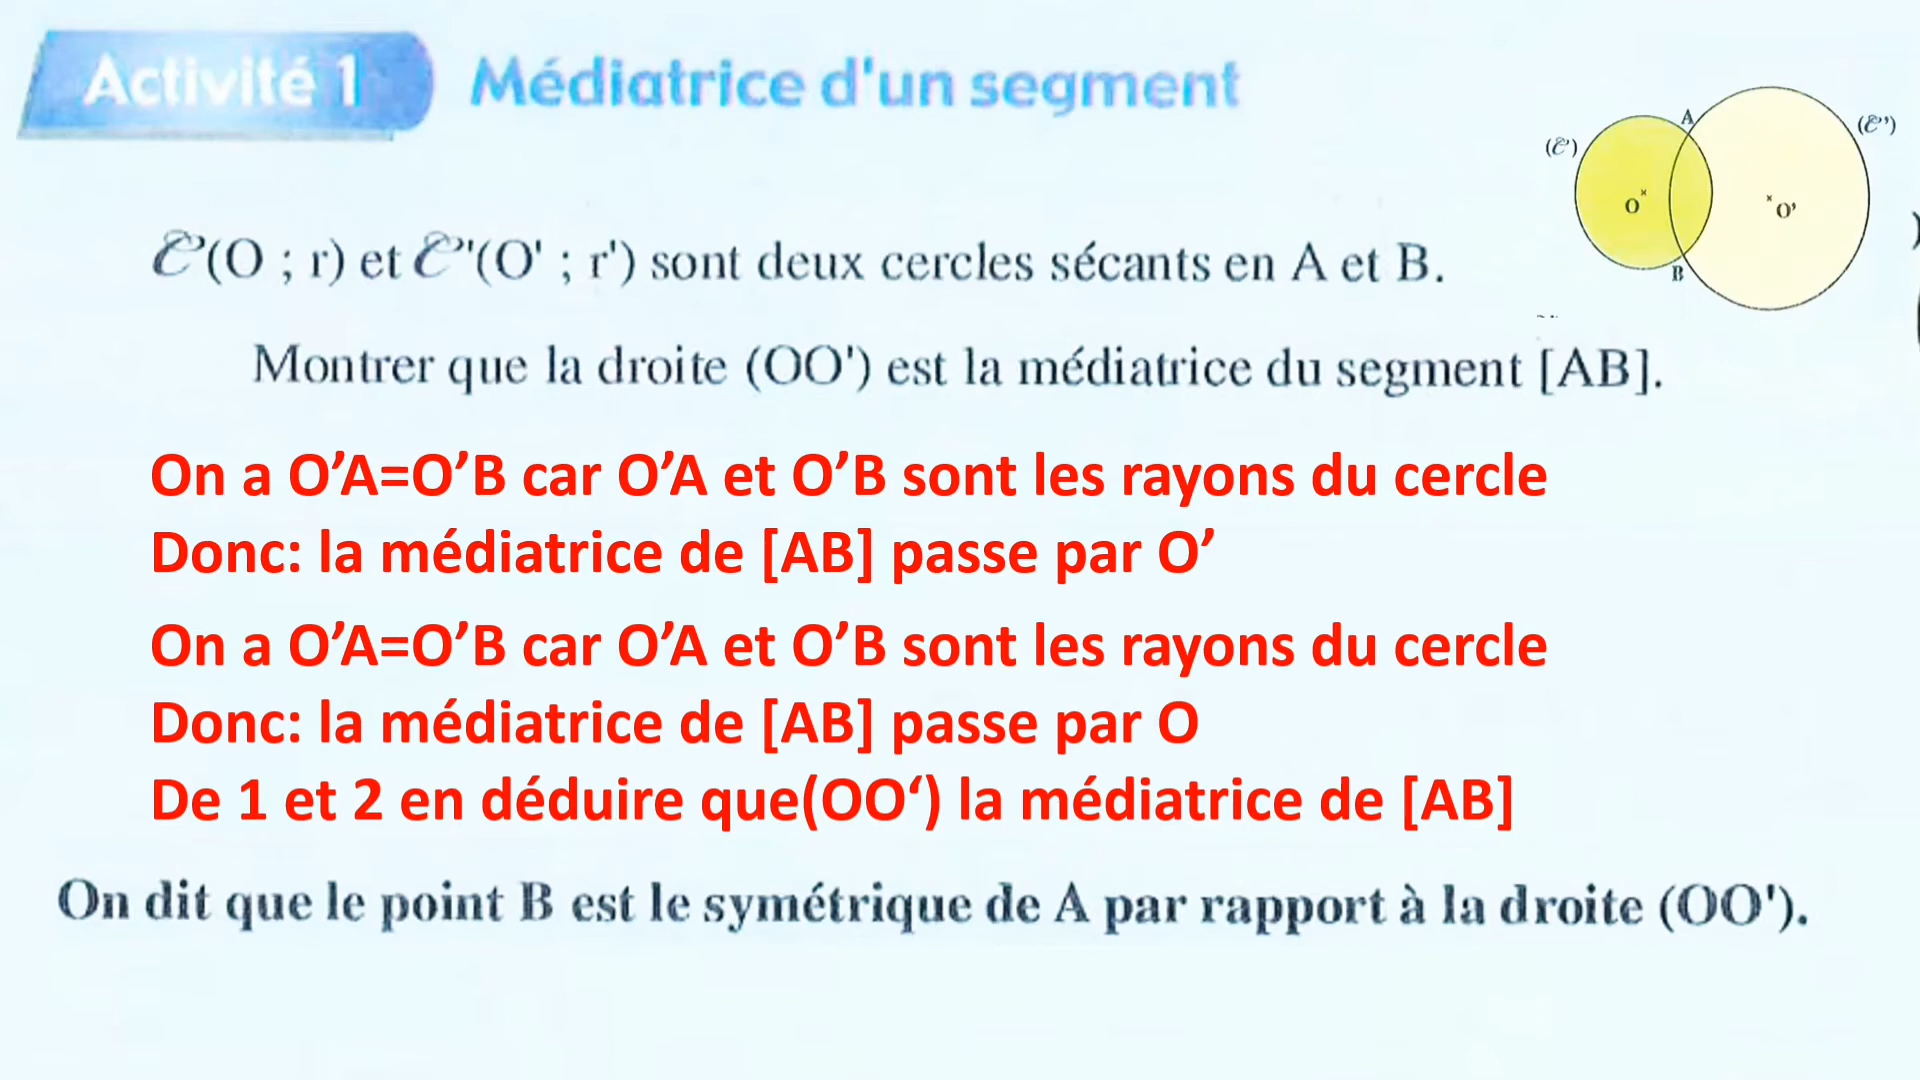 Activité 1 Médiatrice d'un segment
A
(C)
(C')
O
O'
B
C(O ; r) et C'(O' ; r') sont deux cercles sécants en A et B.
Montrer que la droite (OO') est la médiatrice du segment [AB].
On a O’A=O’B car O’A et O’B sont les rayons du cercle
Donc: la médiatrice de [AB] passe par O’
On a O’A=O’B car O’A et O’B sont les rayons du cercle
Donc: la médiatrice de [AB] passe par O
De 1 et 2 en déduire que(OO‘) la médiatrice de [AB]
On dit que le point B est le symétrique de A par rapport à la droite (OO').